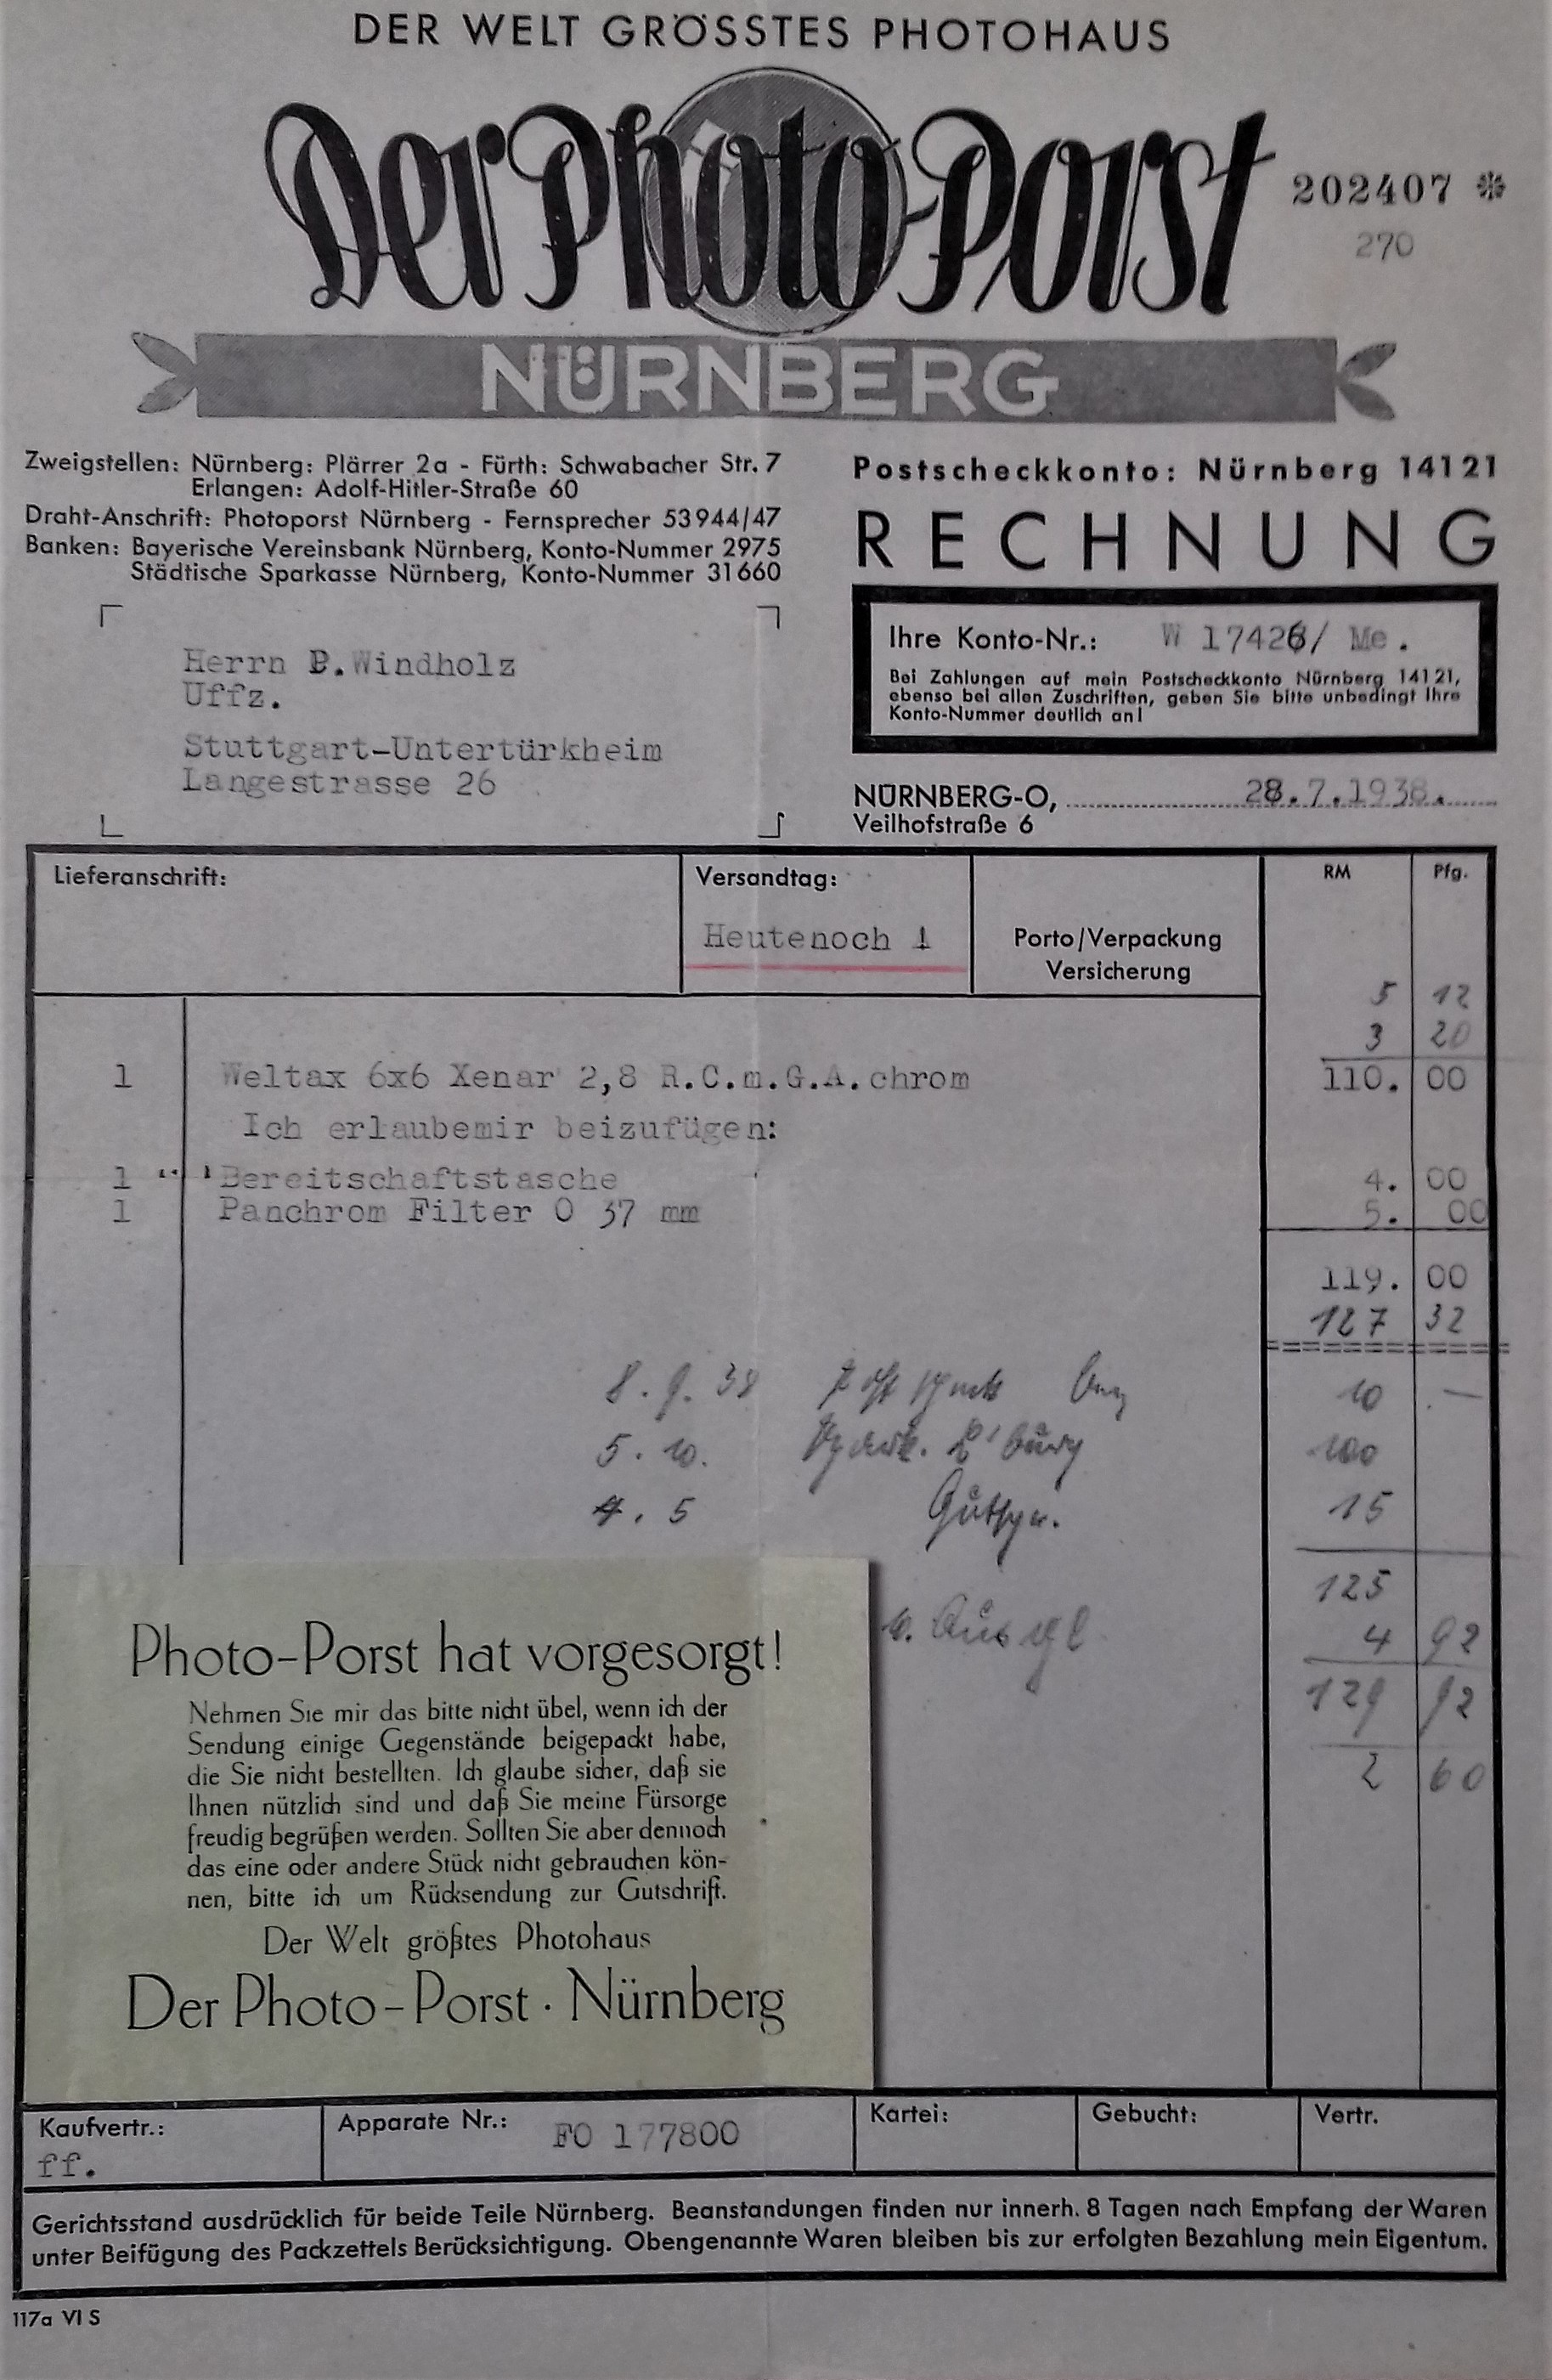 DER WELT GRÖSSTES PHOTOHAUS
Der Photo-Porst
202407 *
270
NÜRNBERG
Zweigstellen: Nürnberg: Plärrer 2a - Fürth: Schwabacher Str. 7
Erlangen: Adolf-Hitler-Straße 60
Draht-Anschrift: Photoporst Nürnberg - Fernsprecher 53944/47
Banken: Bayerische Vereinsbank Nürnberg, Konto-Nummer 2975
Städtische Sparkasse Nürnberg, Konto-Nummer 31660
Postscheckkonto: Nürnberg 14121
RECHNUNG
Ihre Konto-Nr.: W 17426/ Me.
Bei Zahlungen auf mein Postscheckkonto Nürnberg 14121,
ebenso bei allen Zuschriften, geben Sie bitte unbedingt Ihre
Konto-Nummer deutlich an!
Herrn P.Windholz
Uffz.
Stuttgart-Untertürkheim
Langestrasse 26
NÜRNBERG-O, 28.7.1938.
Veilhofstraße 6
Lieferanschrift:
Versandtag:
Heutenoch !
Porto/Verpackung
Versicherung
RM Pfg.
5 12
3 20
1 Weltax 6x6 Xenar 2,8 R.C.m.G.A.chrom 110. 00
Ich erlaubemir beizufügen:
1 " Bereitschaftstasche 4. 00
1 Panchrom Filter O 37 mm 5. 00
119. 00
127 32
8. 9. 38 10 . —
5. 10. 100
4. 5 15
125
4 92
129 92
2 60
Photo-Porst hat vorgesorgt!
Nehmen Sie mir das bitte nicht übel, wenn ich der
Sendung einige Gegenstände beigepackt habe,
die Sie nicht bestellten. Ich glaube sicher, daß sie
Ihnen nützlich sind und daß Sie meine Fürsorge
freudig begrüßen werden. Sollten Sie aber dennoch
das eine oder andere Stück nicht gebrauchen kön-
nen, bitte ich um Rücksendung zur Gutschrift.
Der Welt größtes Photohaus
Der Photo-Porst · Nürnberg
Kaufvertr.:
ff.
Apparate Nr.: FO 177800
Kartei:
Gebucht:
Vertr.
Gerichtsstand ausdrücklich für beide Teile Nürnberg. Beanstandungen finden nur innerh. 8 Tagen nach Empfang der Waren
unter Beifügung des Packzettels Berücksichtigung. Obengenannte Waren bleiben bis zur erfolgten Bezahlung mein Eigentum.
117a VI S